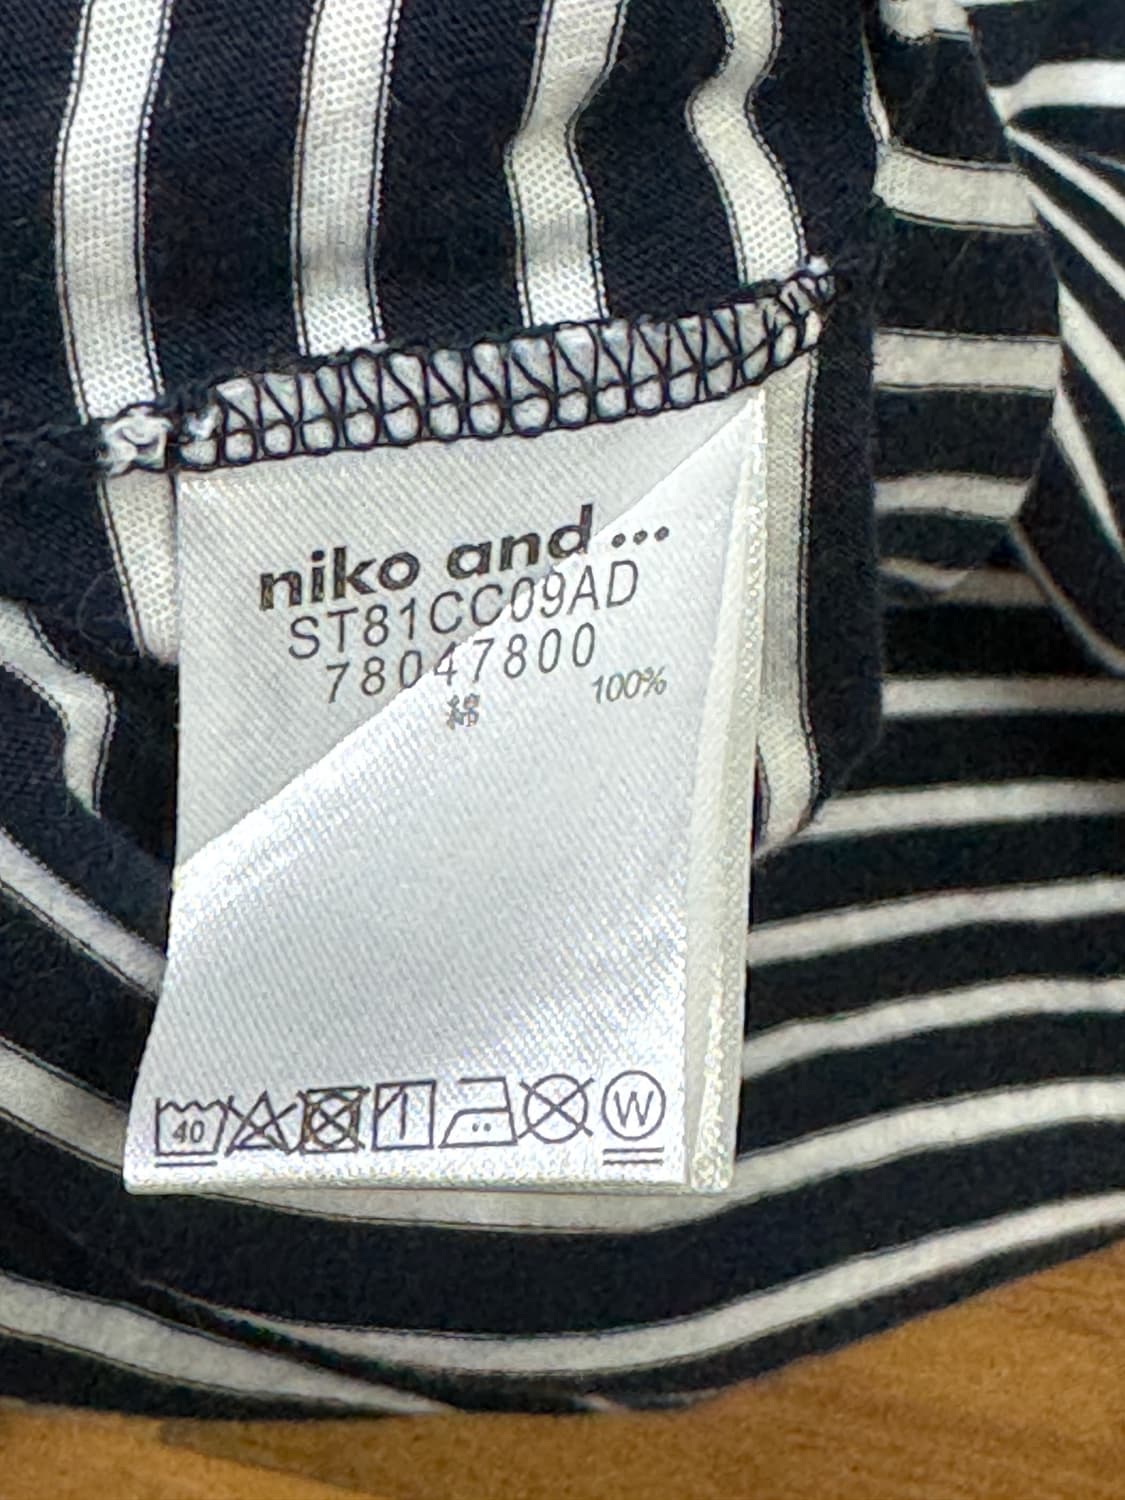 niko and ...
ST81CC09AD
78047800
綿 100%
40 W